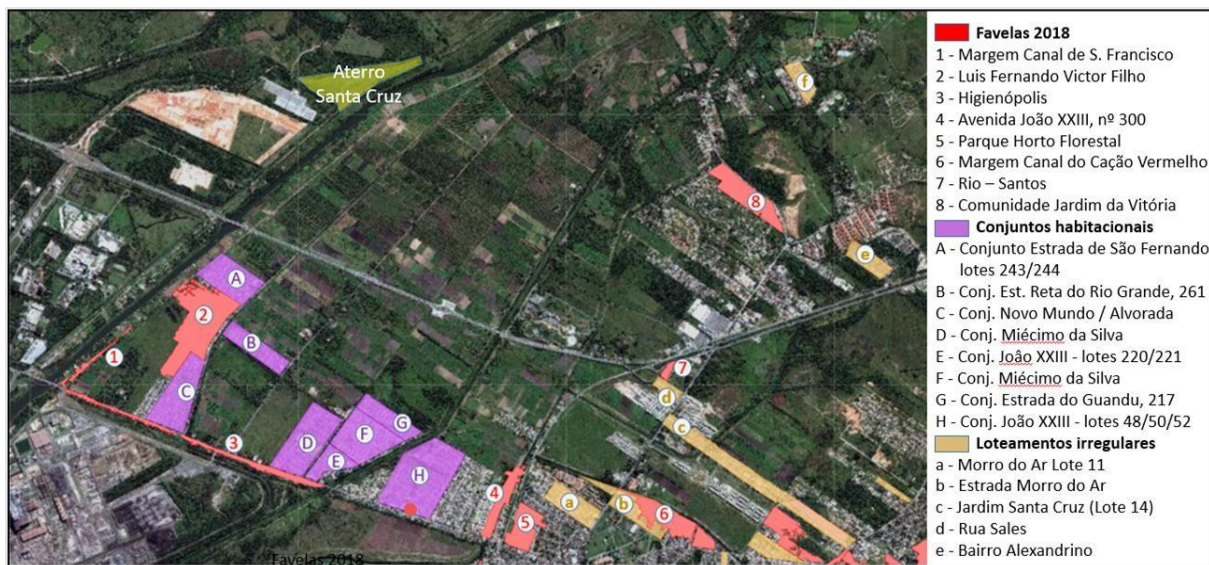 Aterro
Santa Cruz
f
8
e
A
2
B
1
7
d
C
c
G
D
F
3
E
H
4
a
b
6
5
Favelas 2018
Favelas 2018
1 - Margem Canal de S. Francisco
2 - Luis Fernando Victor Filho
3 - Higienópolis
4 - Avenida João XXIII, nº 300
5 - Parque Horto Florestal
6 - Margem Canal do Cação Vermelho
7 - Rio – Santos
8 - Comunidade Jardim da Vitória
Conjuntos habitacionais
A - Conjunto Estrada de São Fernando
lotes 243/244
B - Conj. Est. Reta do Rio Grande, 261
C - Conj. Novo Mundo / Alvorada
D - Conj. Miécimo da Silva
E - Conj. Joâo XXIII - lotes 220/221
F - Conj. Miécimo da Silva
G - Conj. Estrada do Guandu, 217
H - Conj. João XXIII - lotes 48/50/52
Loteamentos irregulares
a - Morro do Ar Lote 11
b - Estrada Morro do Ar
c - Jardim Santa Cruz (Lote 14)
d - Rua Sales
e - Bairro Alexandrino